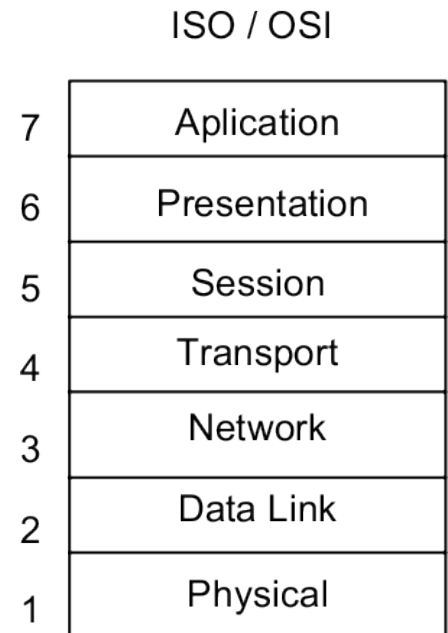 ISO / OSI
7 Aplication
6 Presentation
5 Session
4 Transport
3 Network
2 Data Link
1 Physical